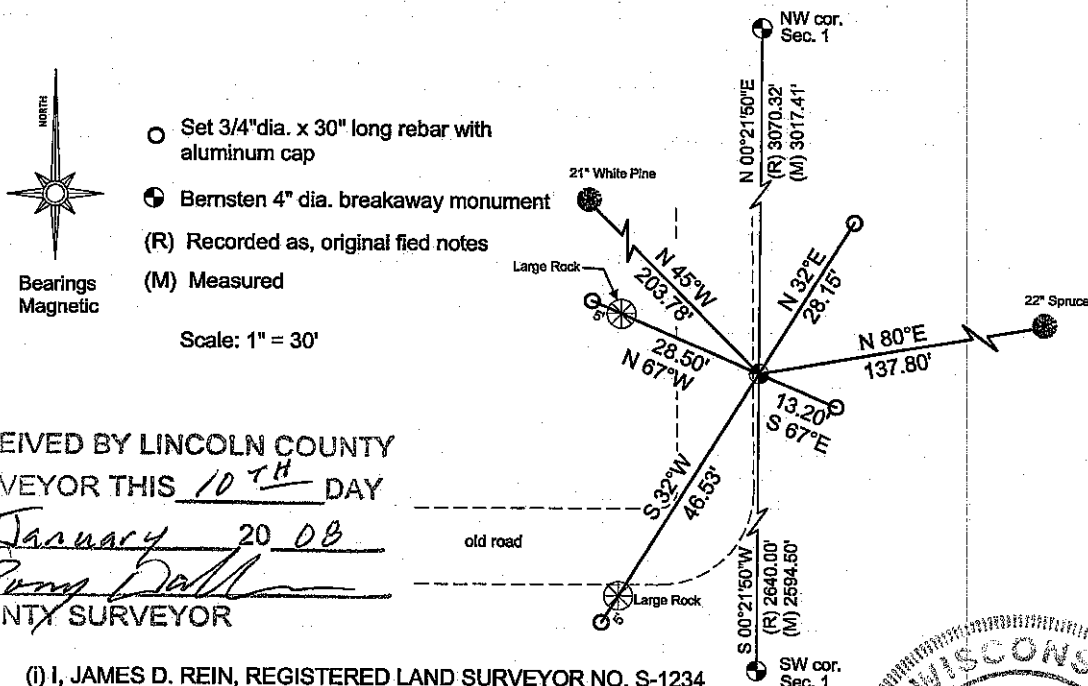 NW cor.
Sec. 1
NORTH
Bearings
Magnetic
Set 3/4"dia. x 30" long rebar with
aluminum cap
Bernsten 4" dia. breakaway monument
(R) Recorded as, original fied notes
(M) Measured
Scale: 1" = 30'
N 00°21'50"E
(R) 3070.32'
(M) 3017.41'
21" White Pine
Large Rock
5'
N 45°W
203.78'
N 32°E
28.15'
22" Spruce
N 80°E
137.80'
28.50'
N 67°W
13.20'
S 67°E
S 32°W
46.53'
old road
Large Rock
5'
S 00°21'50"W
(R) 2640.00'
(M) 2594.50'
SW cor.
Sec. 1
EIVED BY LINCOLN COUNTY
VEYOR THIS 10TH DAY
January 20 08
NTY SURVEYOR
(i) I, JAMES D. REIN, REGISTERED LAND SURVEYOR NO. S-1234
WISCONS